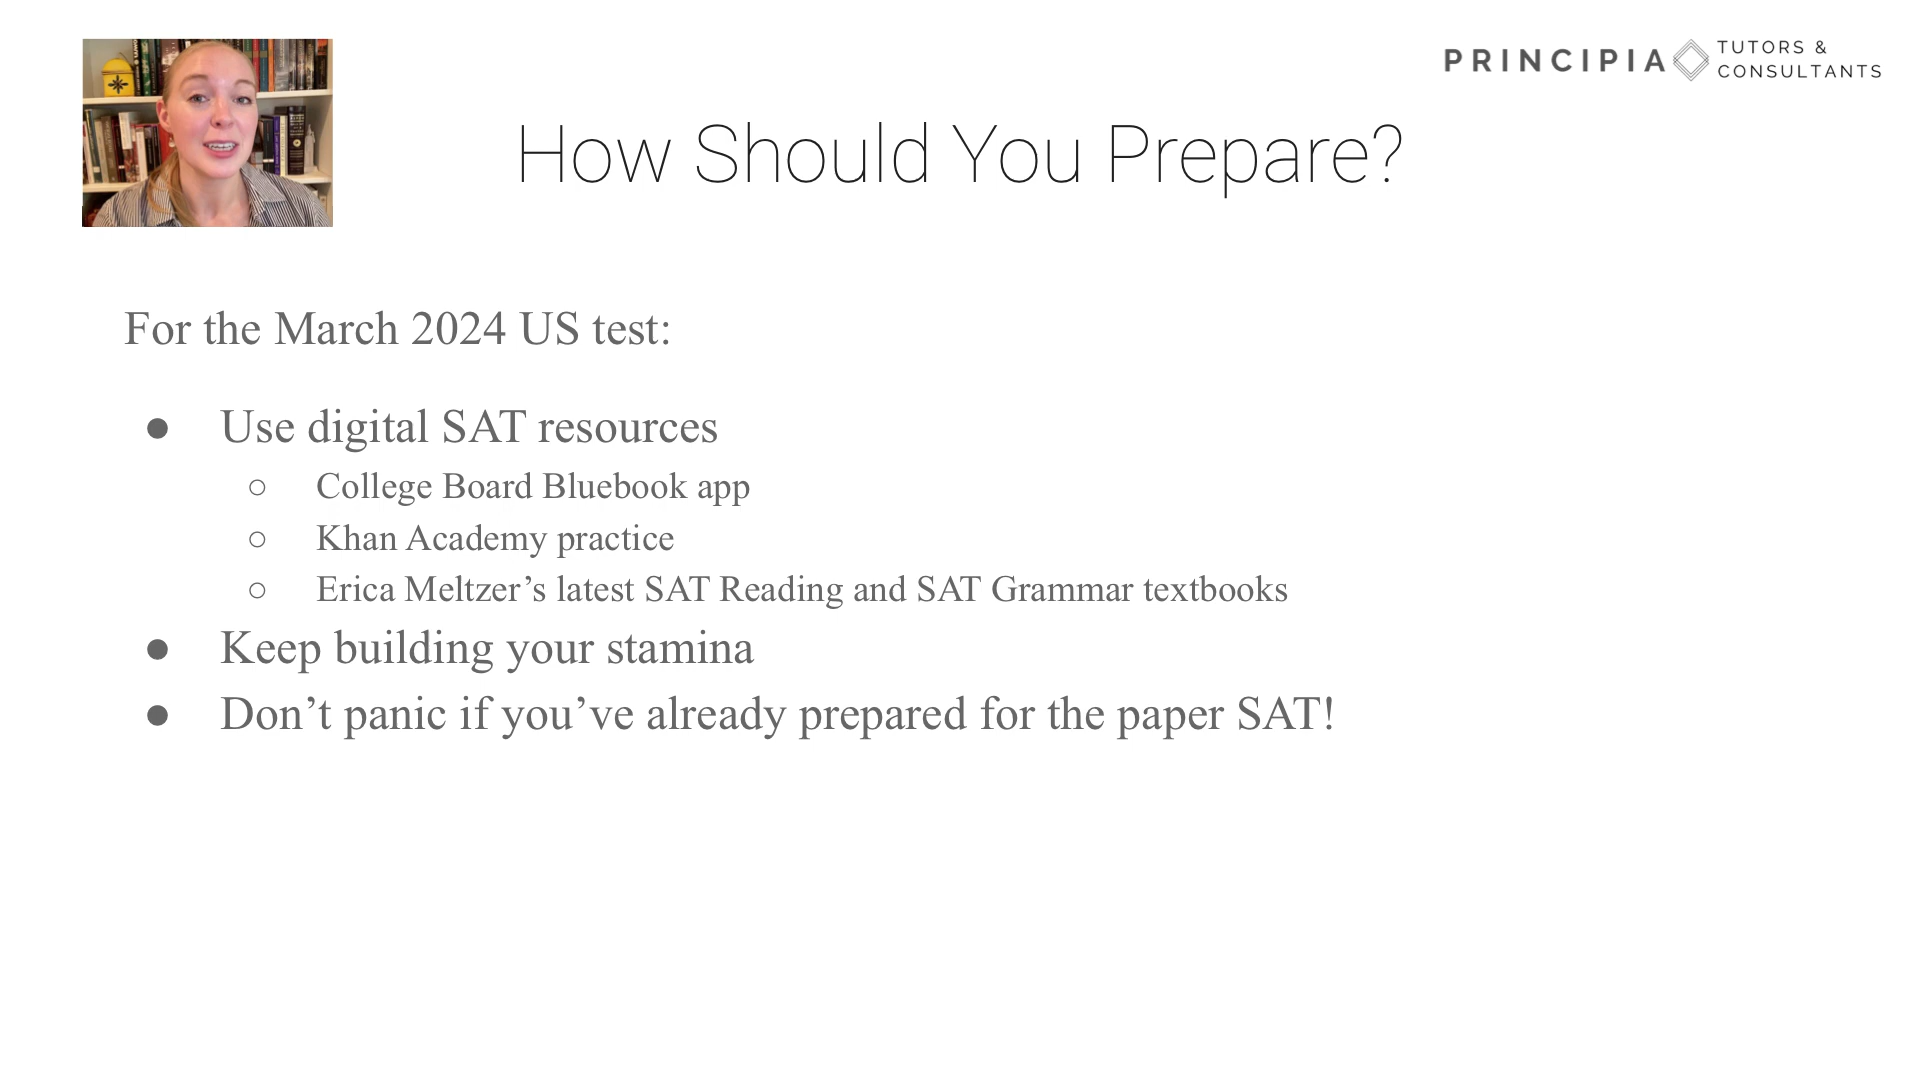 PRINCIPIA TUTORS &
CONSULTANTS
How Should You Prepare?
For the March 2024 US test:
● Use digital SAT resources
○ College Board Bluebook app
○ Khan Academy practice
○ Erica Meltzer’s latest SAT Reading and SAT Grammar textbooks
● Keep building your stamina
● Don’t panic if you’ve already prepared for the paper SAT!